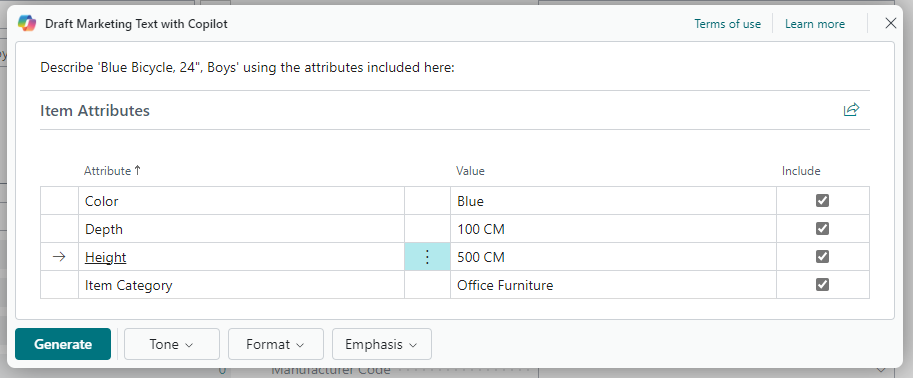 Draft Marketing Text with Copilot
Terms of use
Learn more
Describe 'Blue Bicycle, 24", Boys' using the attributes included here:
Item Attributes
Attribute ↑ Value Include
Color Blue
Depth 100 CM
Height 500 CM
Item Category Office Furniture
Generate Tone Format Emphasis
0 Manufacturer Code